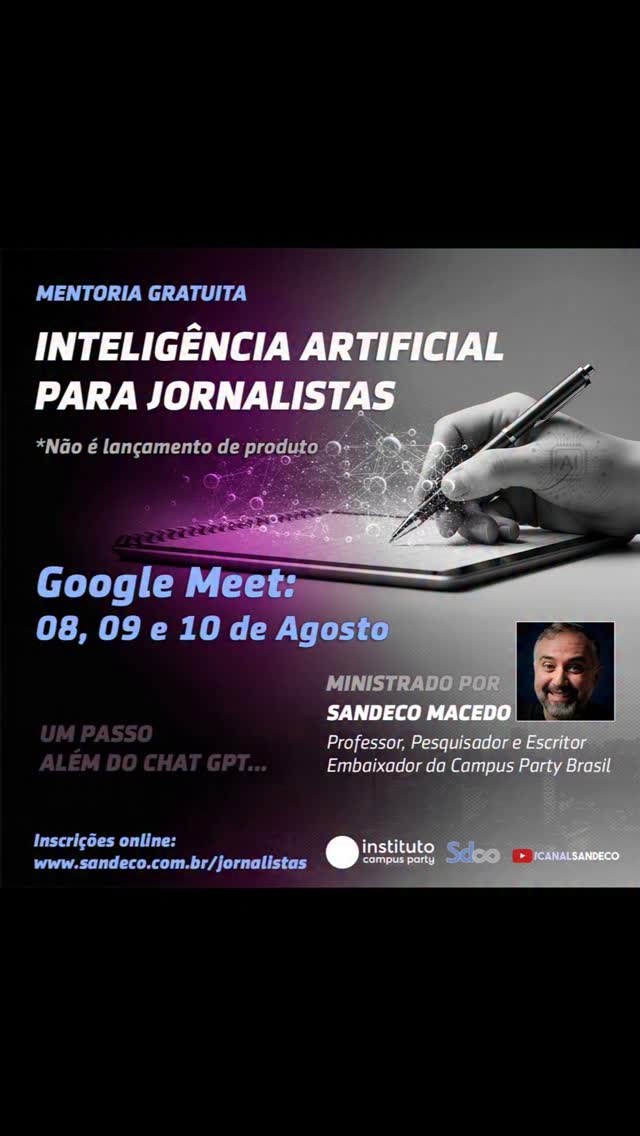 MENTORIA GRATUITA
INTELIGÊNCIA ARTIFICIAL
PARA JORNALISTAS
*Não é lançamento de produto
AI
Google Meet:
08, 09 e 10 de Agosto
MINISTRADO POR
SANDECO MACEDO
Professor, Pesquisador e Escritor
Embaixador da Campus Party Brasil
UM PASSO
ALÉM DO CHAT GPT...
Inscrições online:
www.sandeco.com.br/jornalistas
instituto
campus party
Sdco
/CANALSANDECO